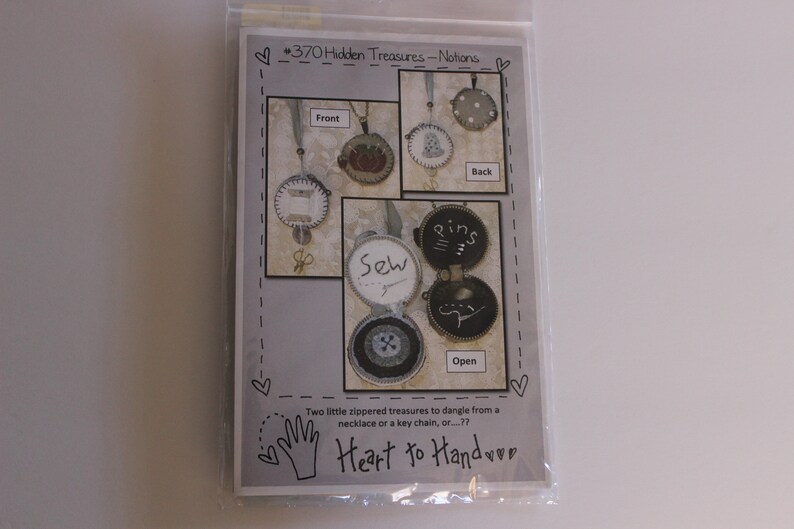 #370 Hidden Treasures – Notions
Front
Back
Sew
Pins
Open
Two little zippered treasures to dangle from a
necklace or a key chain, or....??
Heart to Hand